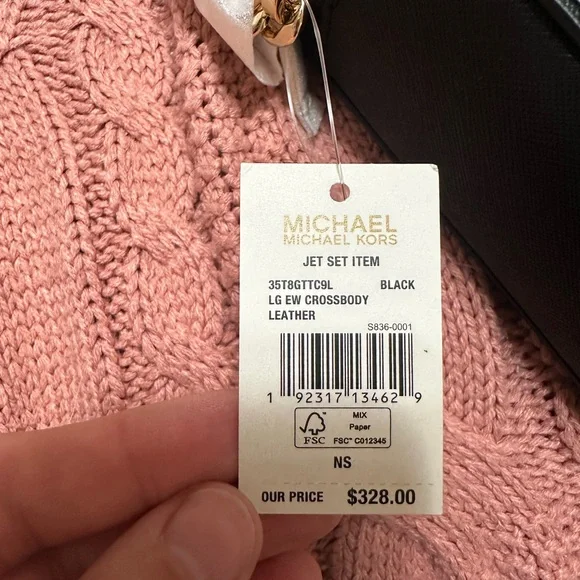 MICHAEL
MICHAEL KORS
JET SET ITEM
35T8GTTC9L BLACK
LG EW CROSSBODY
LEATHER
S836-0001
1 92317 13462 9
FSC
MIX
Paper
FSC™ C012345
NS
OUR PRICE $328.00